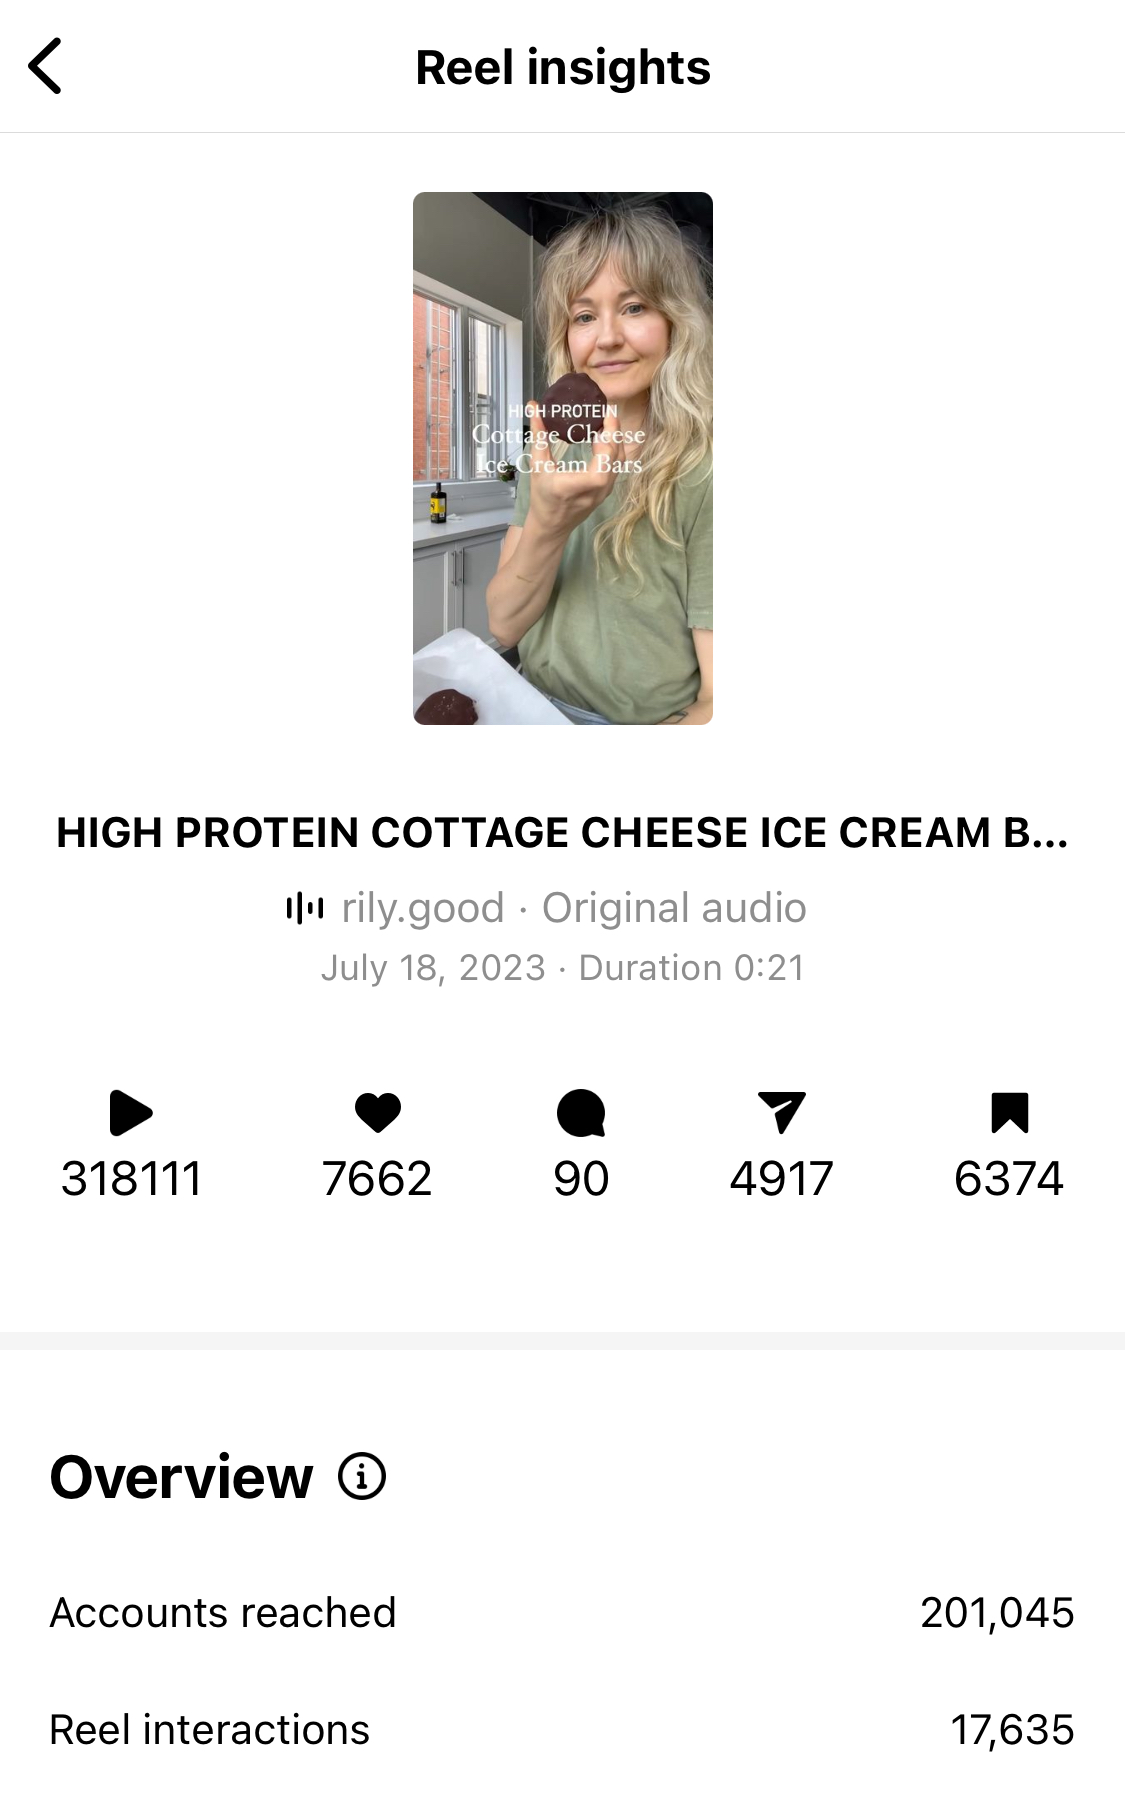 Reel insights
HIGH PROTEIN
Cottage Cheese
Ice Cream Bars
HIGH PROTEIN COTTAGE CHEESE ICE CREAM B...
rily.good · Original audio
July 18, 2023 · Duration 0:21
318111 7662 90 4917 6374
Overview
Accounts reached 201,045
Reel interactions 17,635